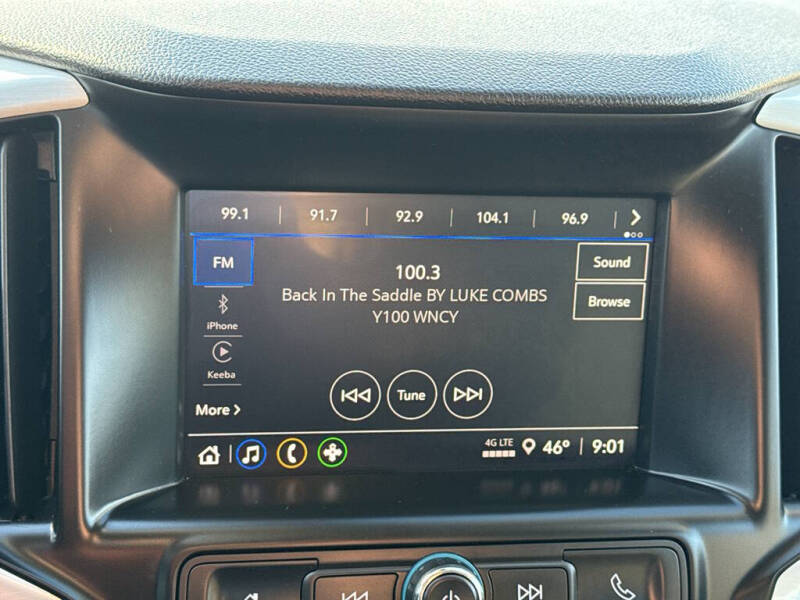 99.1 91.7 92.9 104.1 96.9
FM
100.3
Sound
Back In The Saddle BY LUKE COMBS
Browse
Y100 WNCY
iPhone
Keeba
Tune
More
4G LTE
46° 9:01